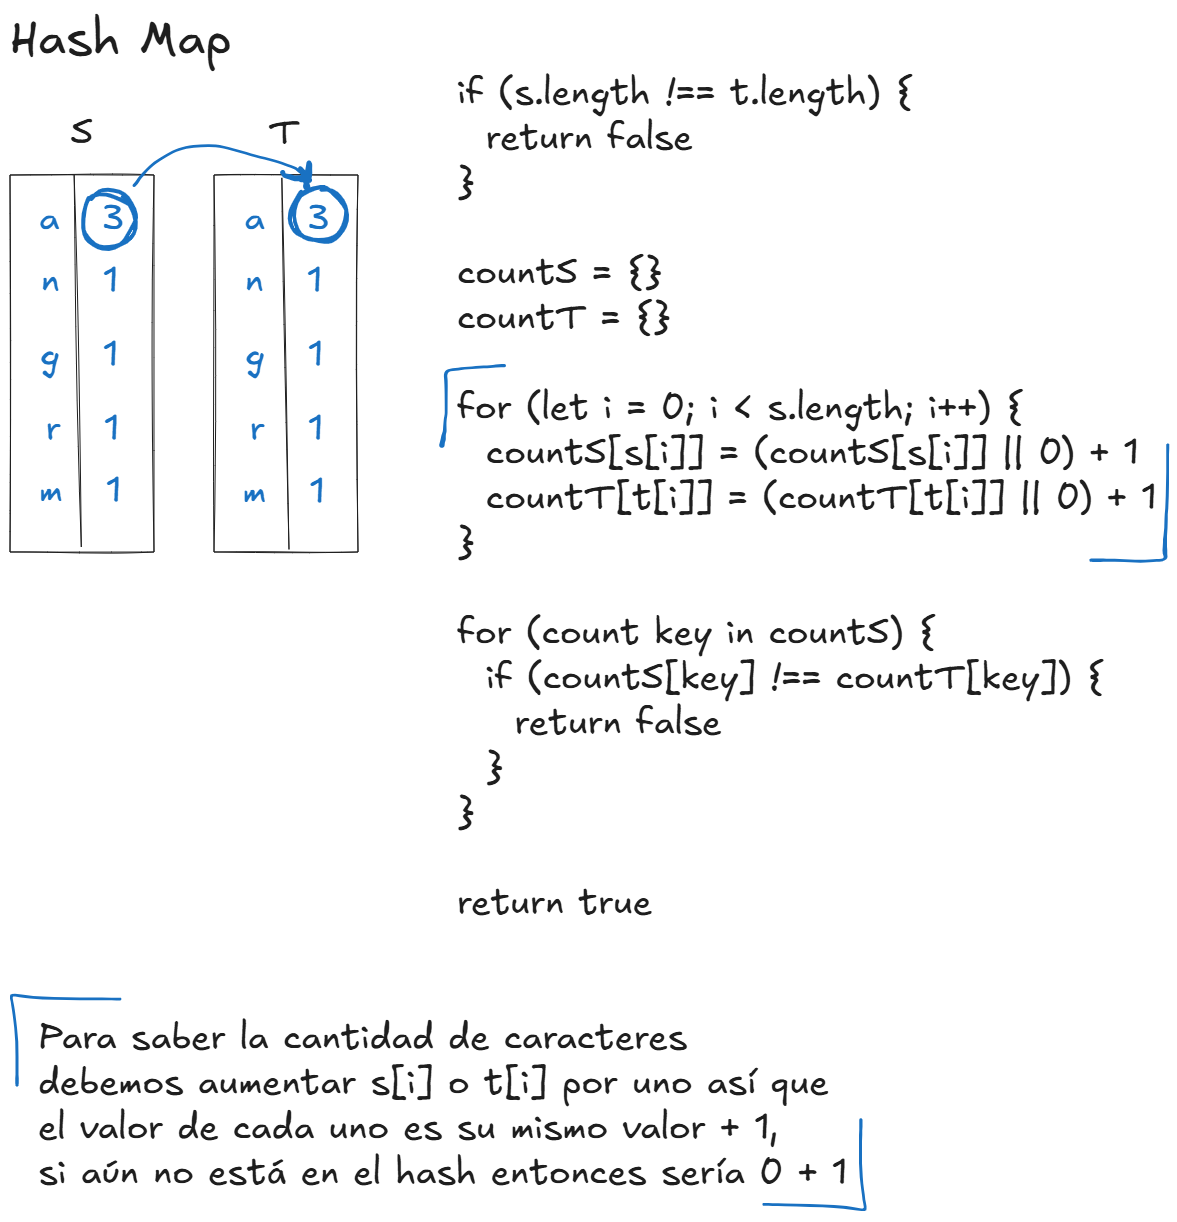 Hash Map
S T
a 3 a 3
n 1 n 1
g 1 g 1
r 1 r 1
m 1 m 1
if (s.length !== t.length) {
return false
}
countS = {}
countT = {}
for (let i = 0; i < s.length; i++) {
countS[s[i]] = (countS[s[i]] || 0) + 1
countT[t[i]] = (countT[t[i]] || 0) + 1
}
for (count key in countS) {
if (countS[key] !== countT[key]) {
return false
}
}
return true
Para saber la cantidad de caracteres
debemos aumentar s[i] o t[i] por uno así que
el valor de cada uno es su mismo valor + 1,
si aún no está en el hash entonces sería 0 + 1